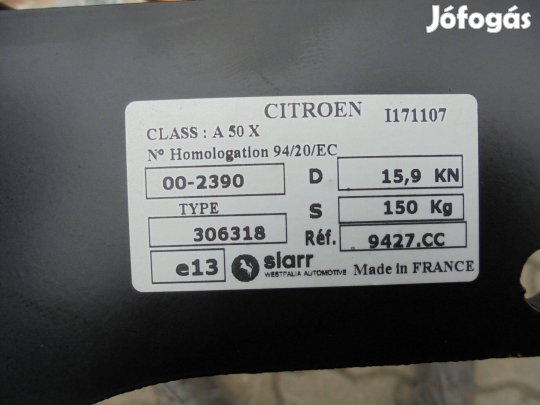 Jófogás
CITROEN I171107
CLASS : A 50 X
N° Homologation 94/20/EC
00-2390 D 15,9 KN
TYPE S 150 Kg
306318 Réf. 9427.CC
e13 siarr WESTFALIA AUTOMOTIVE Made in FRANCE